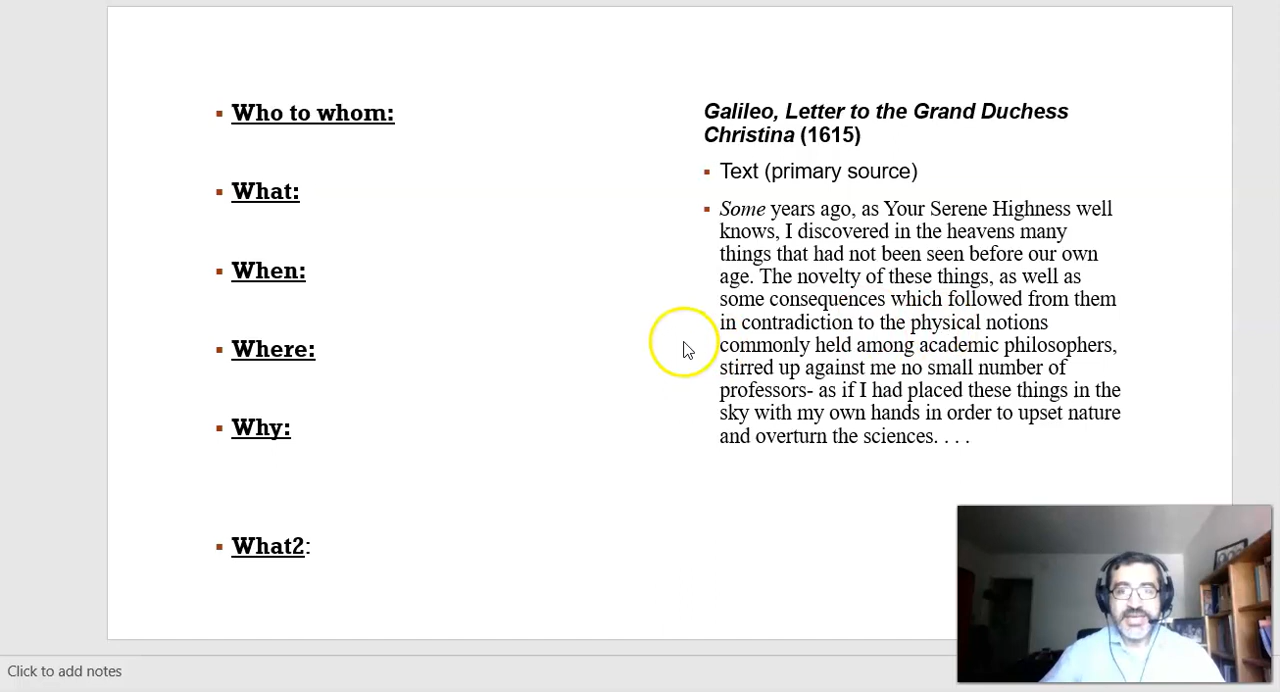 Who to whom:
What:
When:
Where:
Why:
What2:
Galileo, Letter to the Grand Duchess
Christina (1615)
Text (primary source)
Some years ago, as Your Serene Highness well
knows, I discovered in the heavens many
things that had not been seen before our own
age. The novelty of these things, as well as
some consequences which followed from them
in contradiction to the physical notions
commonly held among academic philosophers,
stirred up against me no small number of
professors- as if I had placed these things in the
sky with my own hands in order to upset nature
and overturn the sciences. . . .
Click to add notes